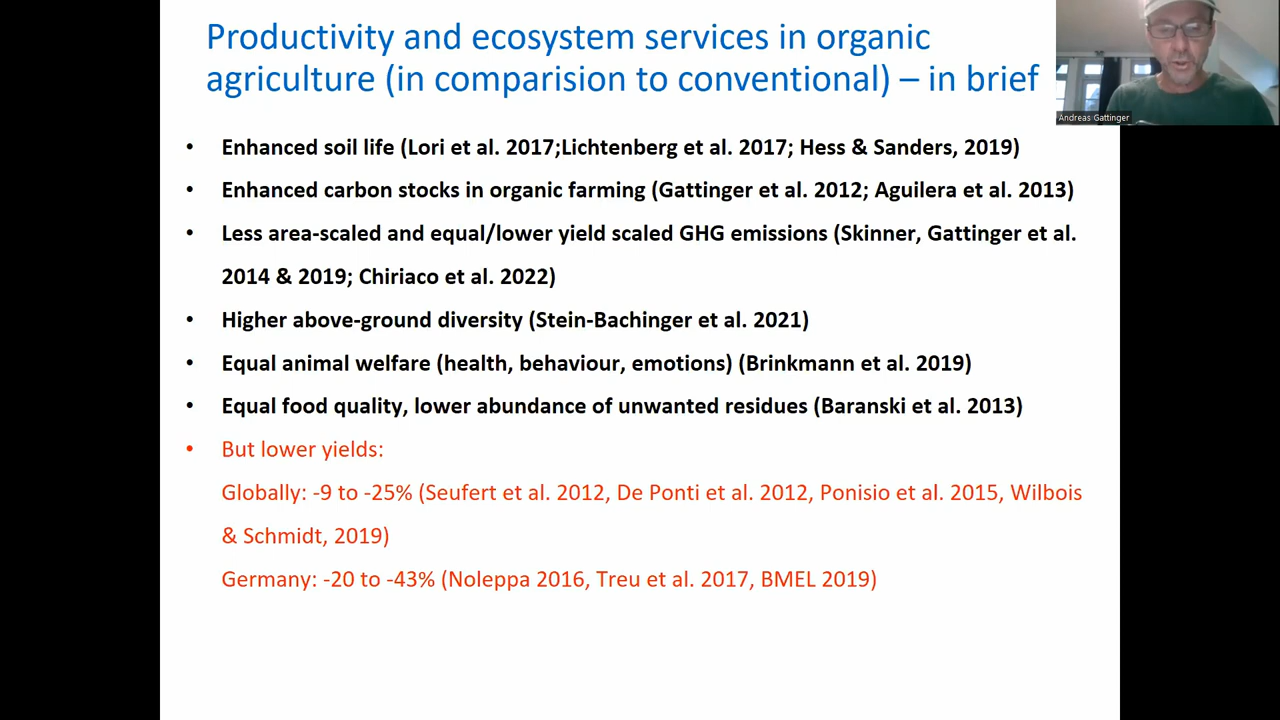 Productivity and ecosystem services in organic
agriculture (in comparision to conventional) – in brief
Andreas Gattinger
• Enhanced soil life (Lori et al. 2017;Lichtenberg et al. 2017; Hess & Sanders, 2019)
• Enhanced carbon stocks in organic farming (Gattinger et al. 2012; Aguilera et al. 2013)
• Less area-scaled and equal/lower yield scaled GHG emissions (Skinner, Gattinger et al.
2014 & 2019; Chiriaco et al. 2022)
• Higher above-ground diversity (Stein-Bachinger et al. 2021)
• Equal animal welfare (health, behaviour, emotions) (Brinkmann et al. 2019)
• Equal food quality, lower abundance of unwanted residues (Baranski et al. 2013)
• But lower yields:
Globally: -9 to -25% (Seufert et al. 2012, De Ponti et al. 2012, Ponisio et al. 2015, Wilbois
& Schmidt, 2019)
Germany: -20 to -43% (Noleppa 2016, Treu et al. 2017, BMEL 2019)